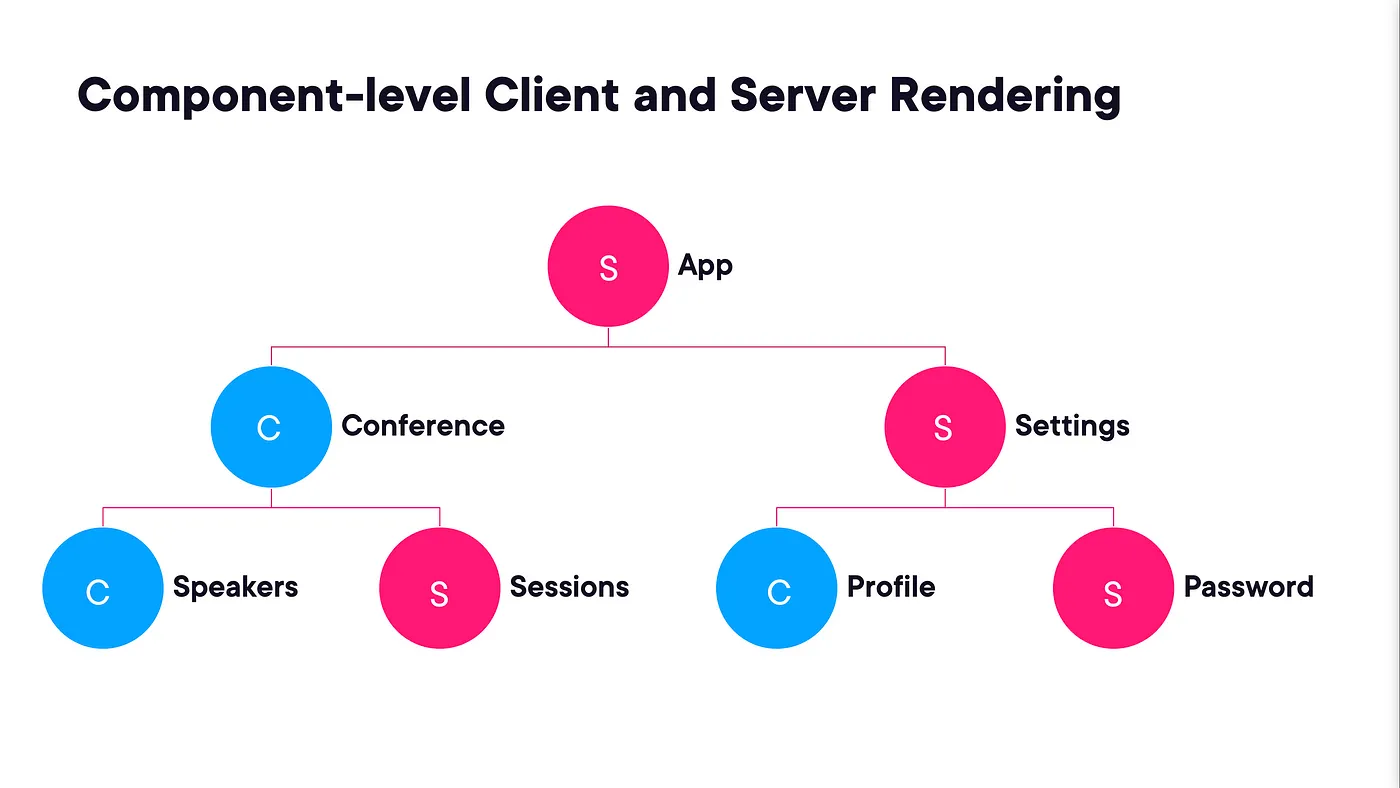 Component-level Client and Server Rendering
S App
C Conference
S Settings
C Speakers
S Sessions
C Profile
S Password